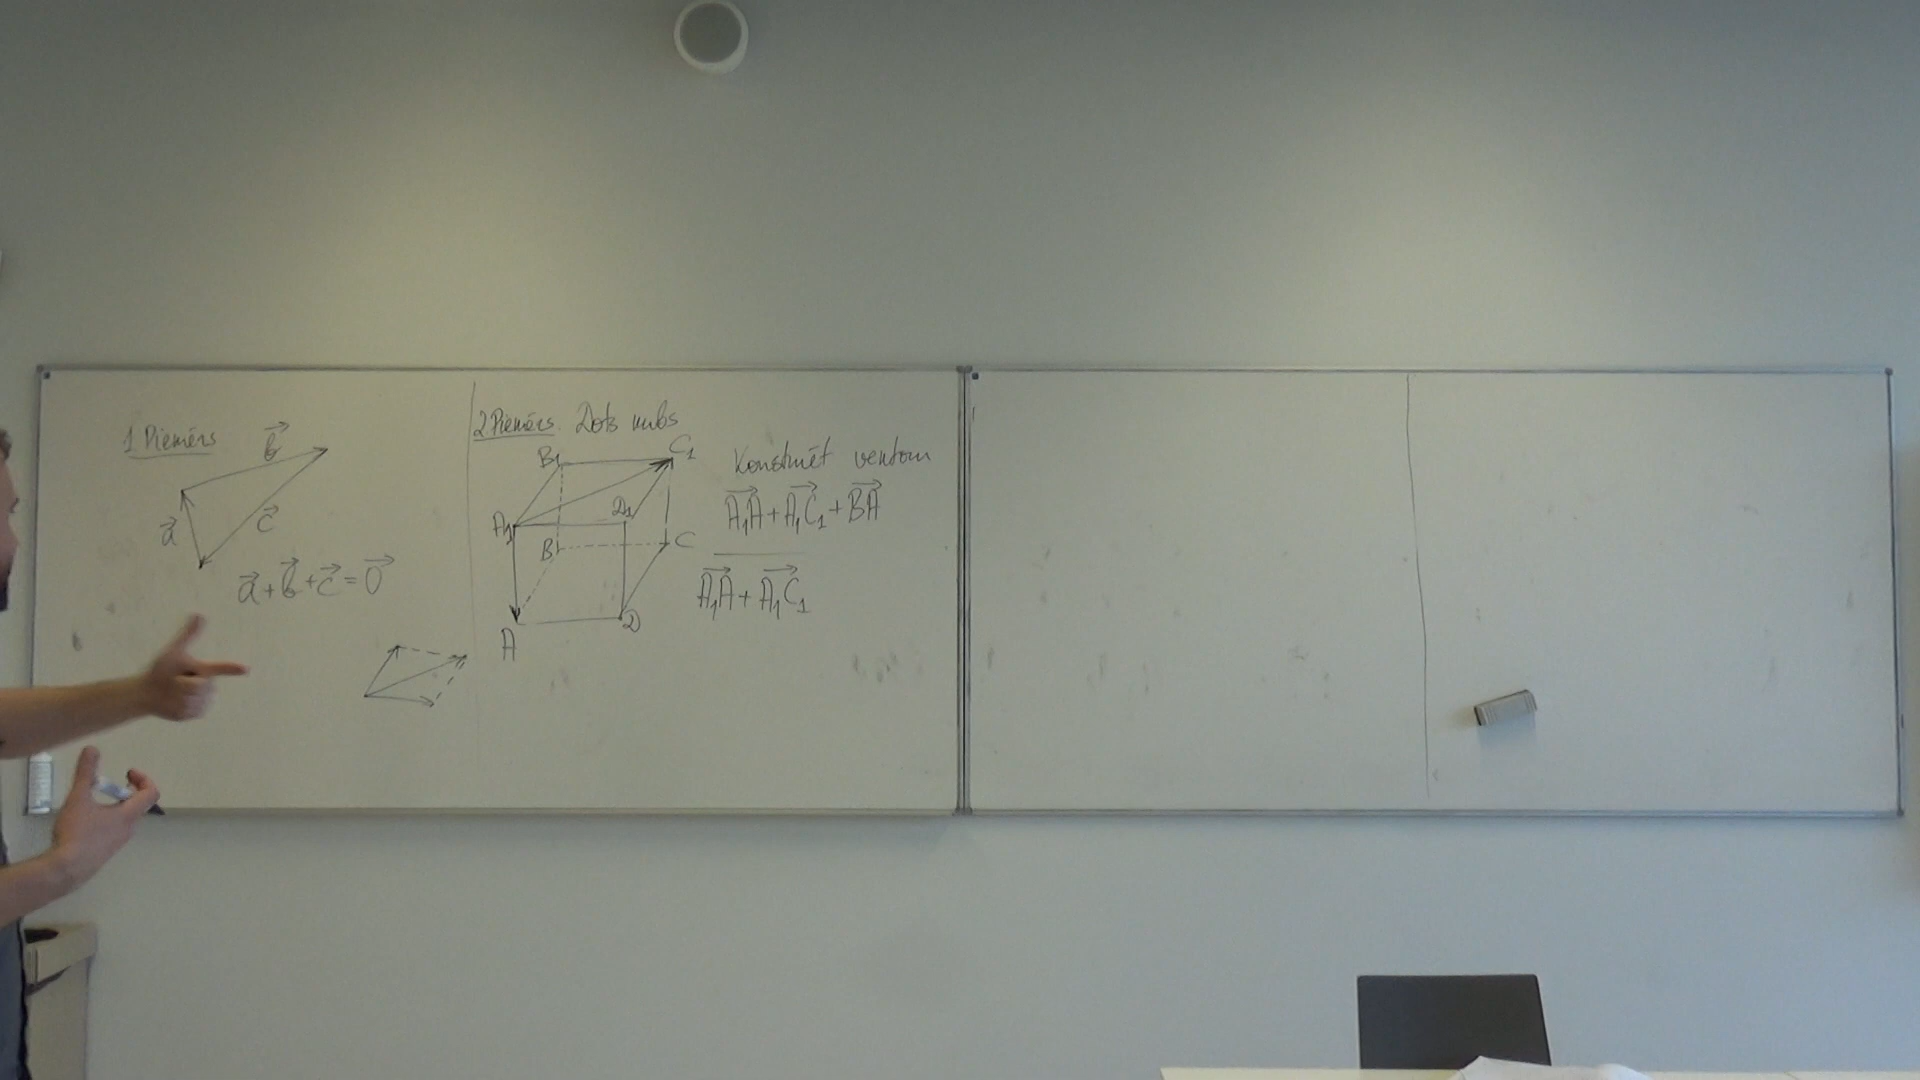 1 Piemērs
b⃗
a⃗
c⃗
a⃗ + b⃗ + c⃗ = 0⃗
2 Piemērs Dots kubs
B1
C1
A1
D1
B
C
A
D
Konstruēt vektoru
A₁A⃗ + A₁C₁⃗ + BA⃗
A₁A⃗ + A₁C₁⃗